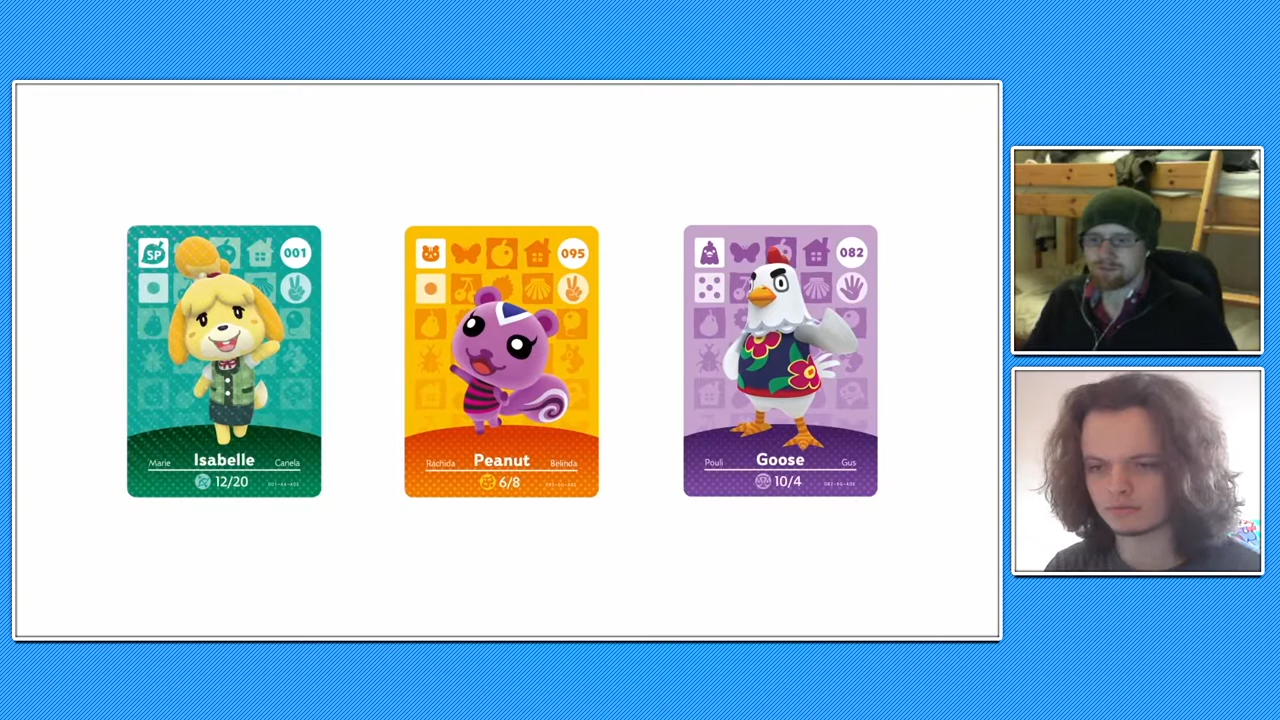 SP 001
Marie Isabelle Canela
12/20
095
Rachida Peanut Belinda
6/8
082
Pouli Goose Gus
10/4